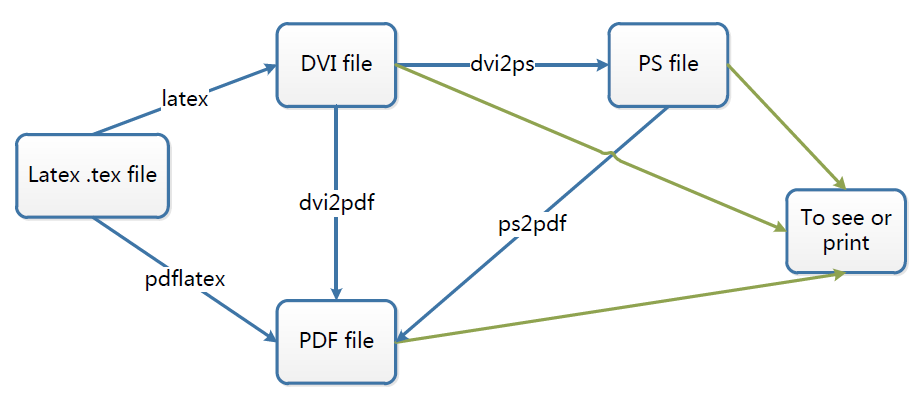 DVI file
dvi2ps
PS file
latex
Latex .tex file
dvi2pdf
ps2pdf
To see or
print
pdflatex
PDF file